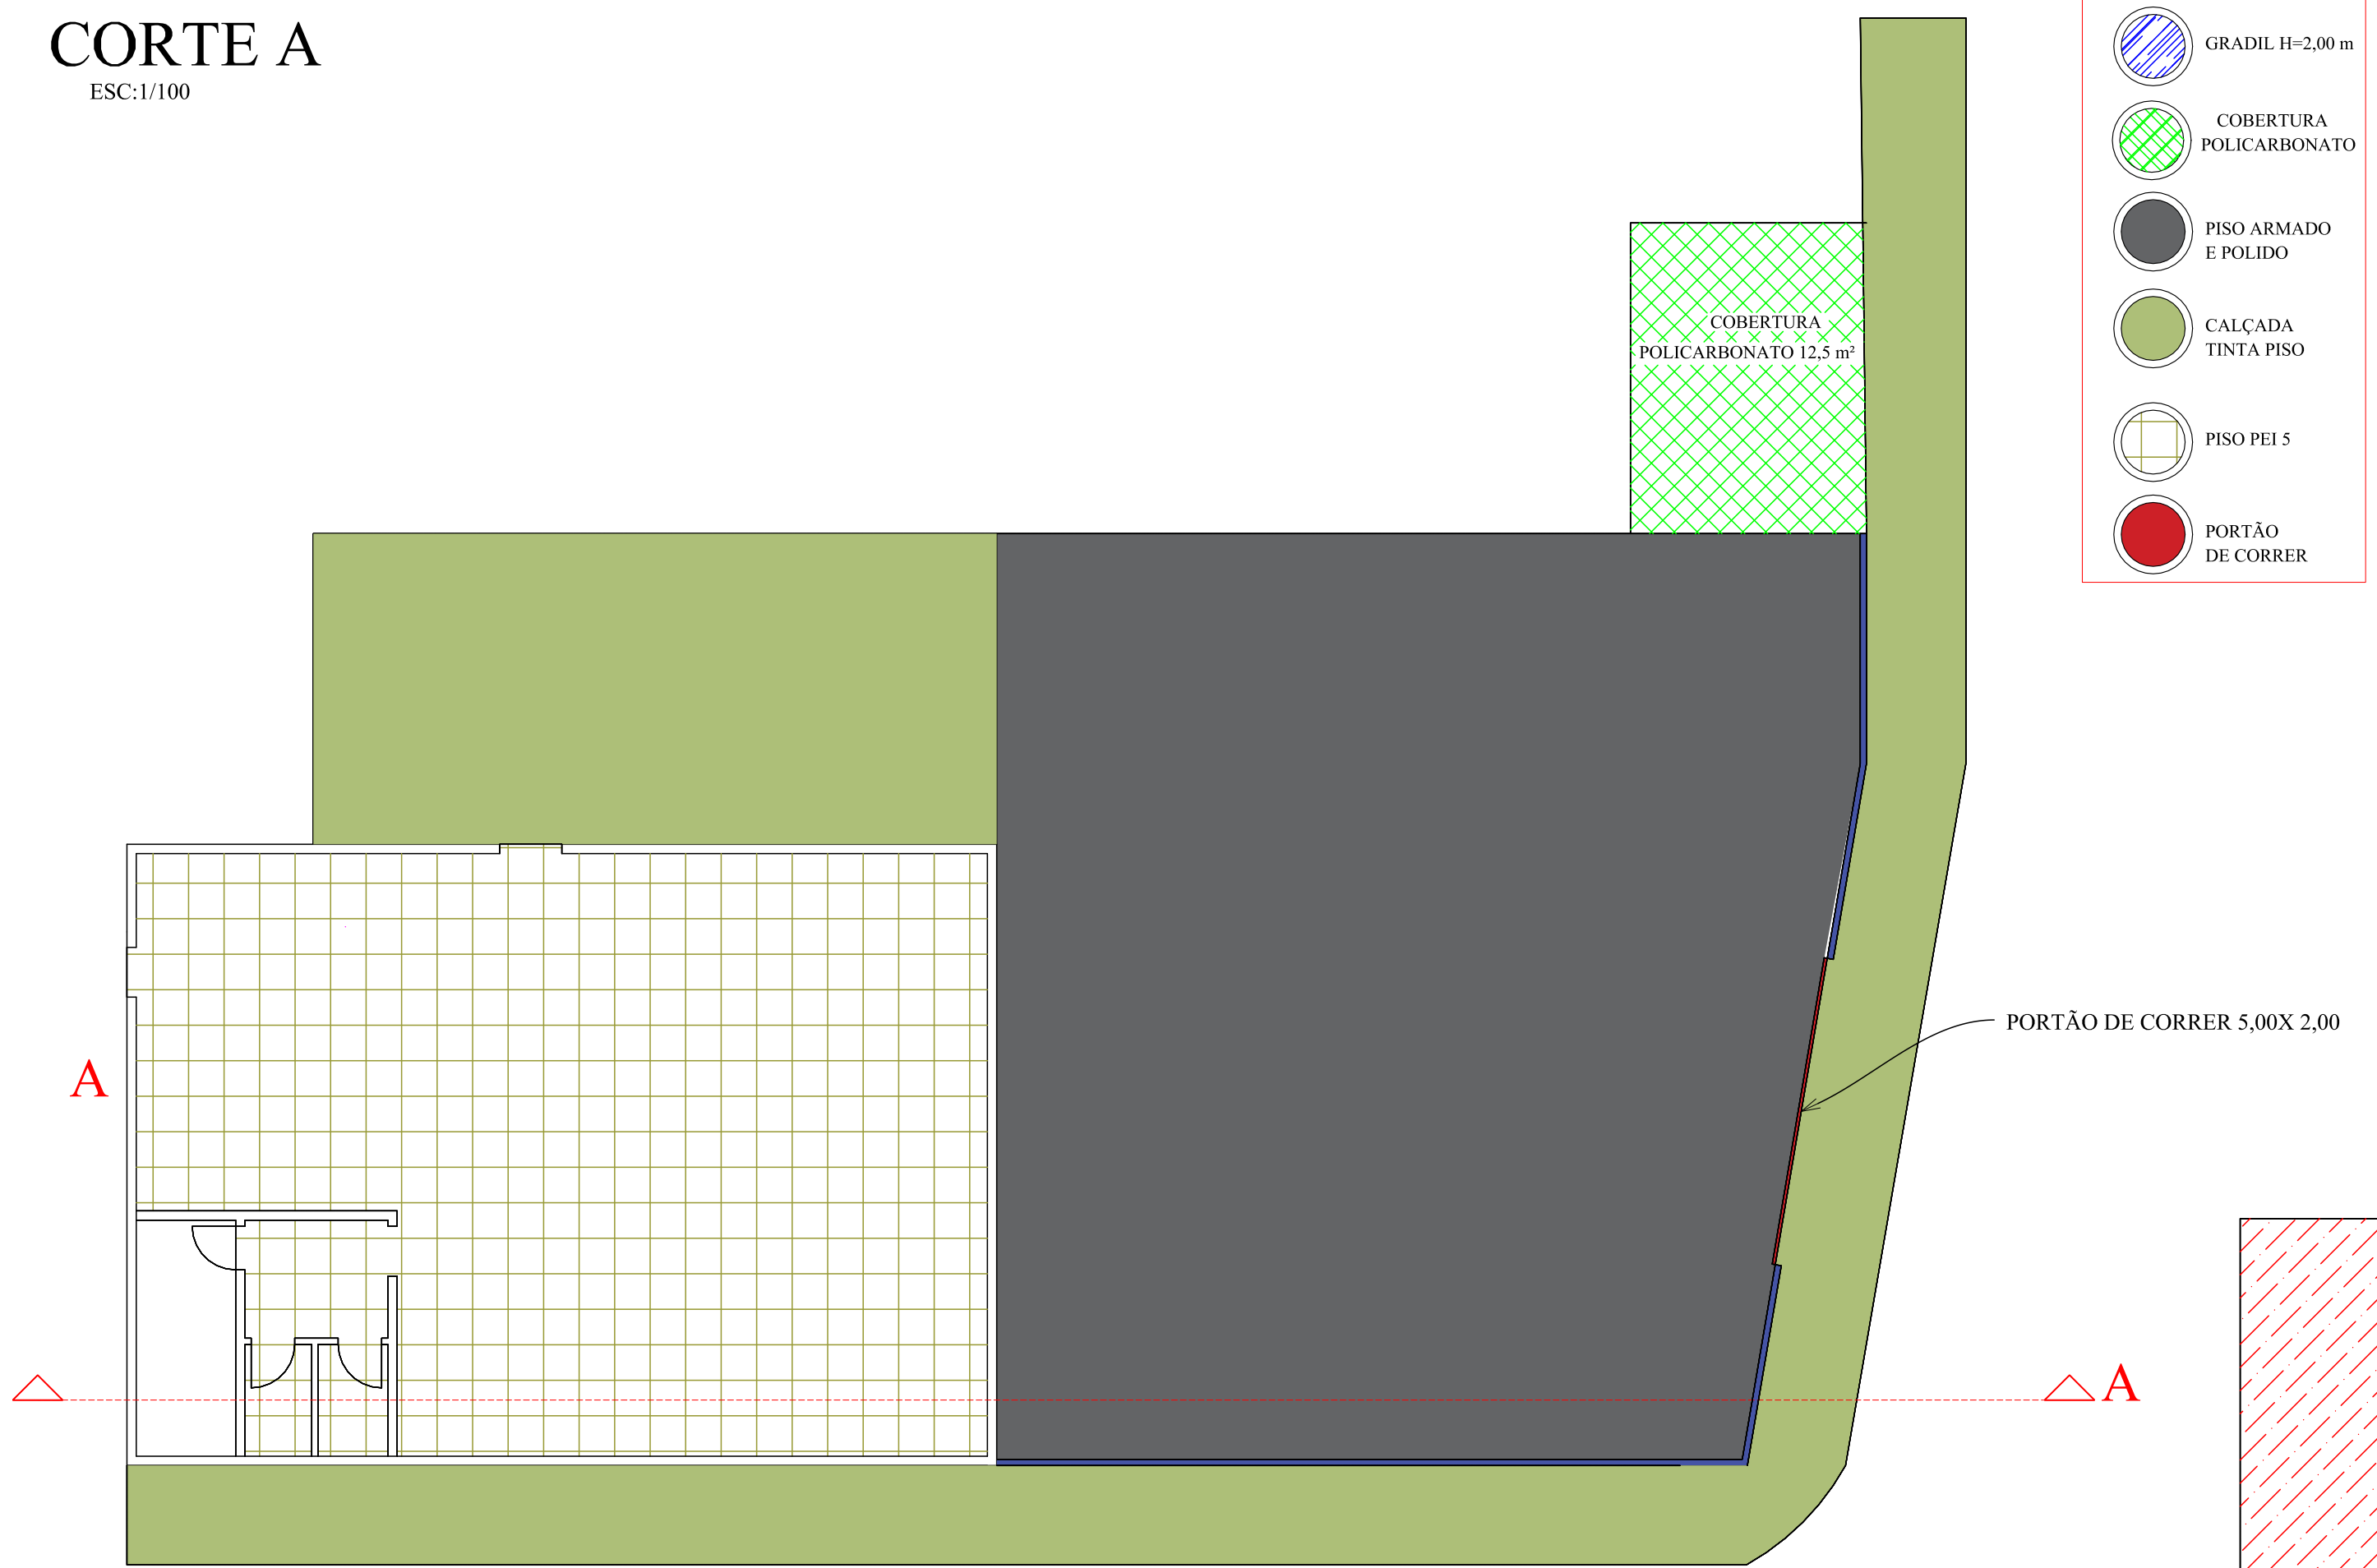 CORTE A
ESC:1/100
GRADIL H=2,00 m
COBERTURA
POLICARBONATO
PISO ARMADO
E POLIDO
CALÇADA
TINTA PISO
PISO PEI 5
PORTÃO
DE CORRER
COBERTURA
POLICARBONATO 12,5 m²
PORTÃO DE CORRER 5,00X 2,00
A
A